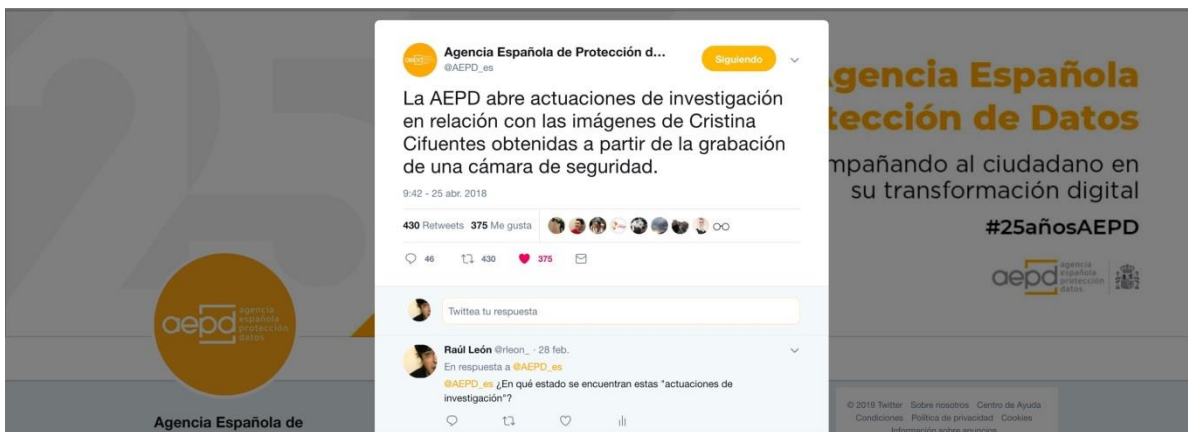 Agencia Española de Protección d...
@AEPD_es
Siguiendo
La AEPD abre actuaciones de investigación
en relación con las imágenes de Cristina
Cifuentes obtenidas a partir de la grabación
de una cámara de seguridad.
9:42 - 25 abr. 2018
430 Retweets 375 Me gusta
46 430 375
Twittea tu respuesta
Raúl León @rleon_ · 28 feb.
En respuesta a @AEPD_es
@AEPD_es ¿En qué estado se encuentran estas "actuaciones de
investigación"?
25
aepd agencia
española
protección
datos
Agencia Española de
gencia Española
tección de Datos
mpañando al ciudadano en
su transformación digital
#25añosAEPD
aepd agencia
española
protección
datos
© 2019 Twitter Sobre nosotros Centro de Ayuda
Condiciones Política de privacidad Cookies
Información sobre anuncios